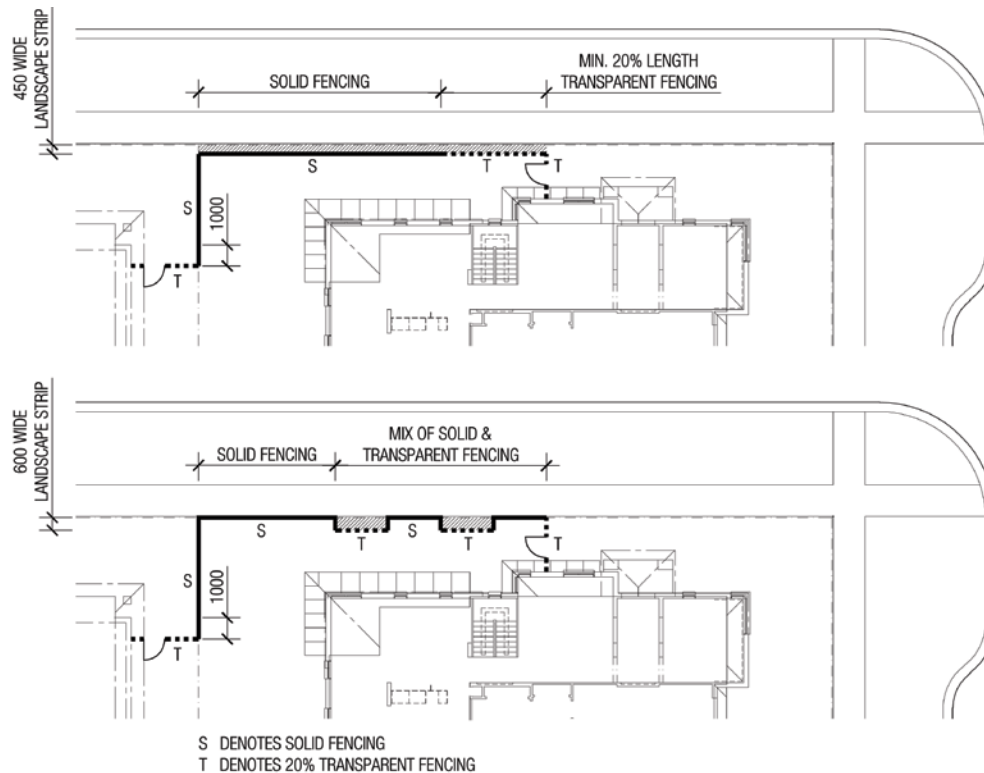 450 WIDE
LANDSCAPE STRIP
SOLID FENCING
MIN. 20% LENGTH
TRANSPARENT FENCING
S
T
T
S
1000
T
600 WIDE
LANDSCAPE STRIP
SOLID FENCING
MIX OF SOLID &
TRANSPARENT FENCING
S
T
S
T
T
S
1000
T
S DENOTES SOLID FENCING
T DENOTES 20% TRANSPARENT FENCING